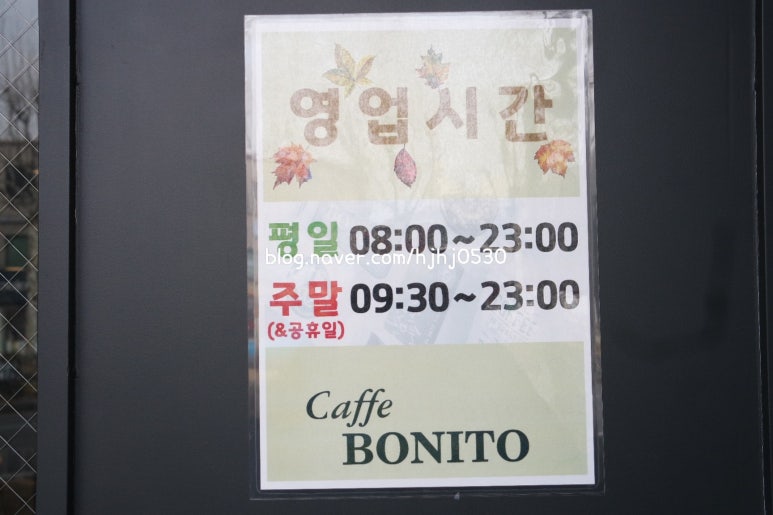 영업시간
평일 08:00~23:00
blog.naver.com/hjhj0530
주말 09:30~23:00
(&공휴일)
Caffe
BONITO